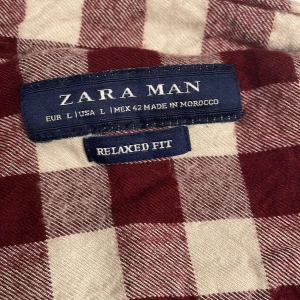 ZARA MAN
EUR L | USA L | MEX 42 MADE IN MOROCCO
RELAXED FIT